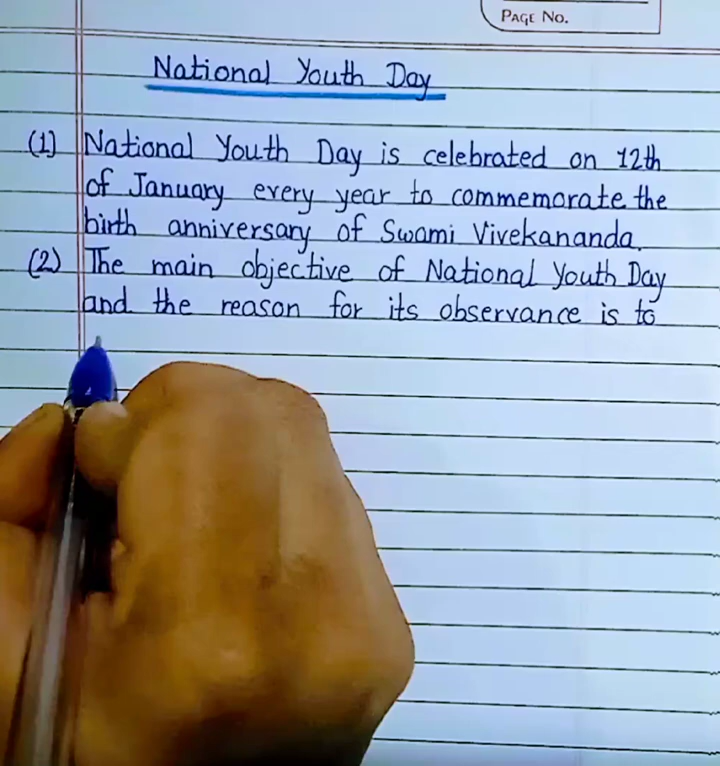 PAGE NO.
National Youth Day
(1) National Youth Day is celebrated on 12th
of January every year to commemorate the
birth anniversary of Swami Vivekananda.
(2) The main objective of National Youth Day
and the reason for its observance is to